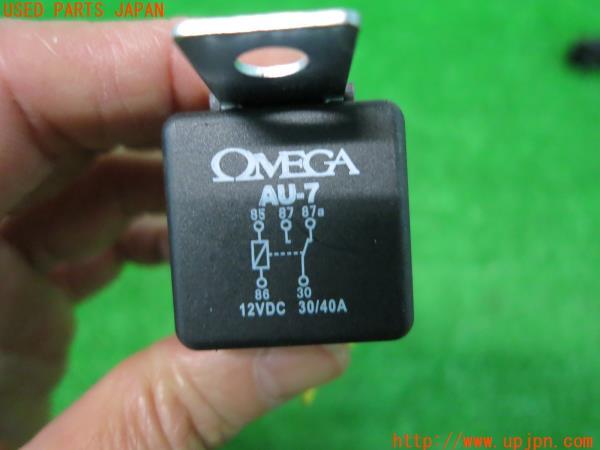 USED PARTS JAPAN
OMEGA
AU-7
85 87 87a
86 30
12VDC 30/40A
http://www.upjpn.com/